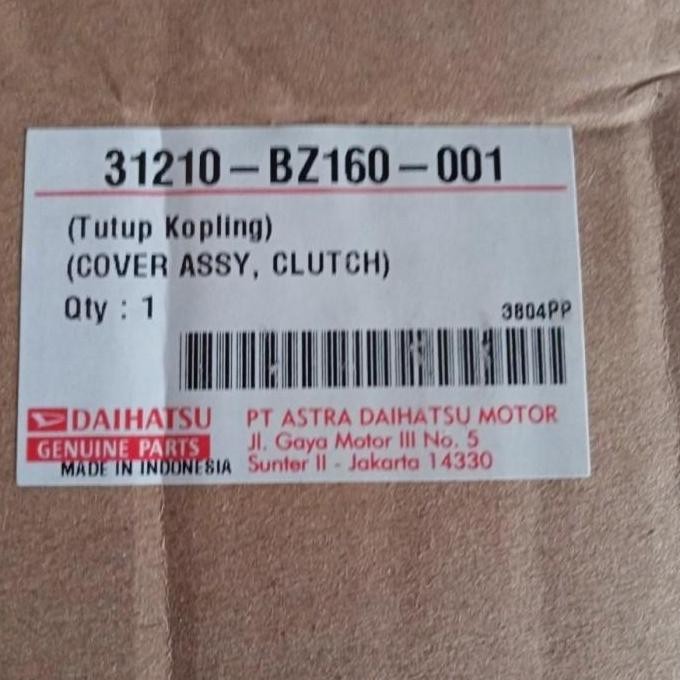 31210-BZ160-001
(Tutup Kopling)
(COVER ASSY, CLUTCH)
Qty : 1
3804PP
DAIHATSU
GENUINE PARTS
MADE IN INDONESIA
PT ASTRA DAIHATSU MOTOR
Jl. Gaya Motor III No. 5
Sunter II - Jakarta 14330